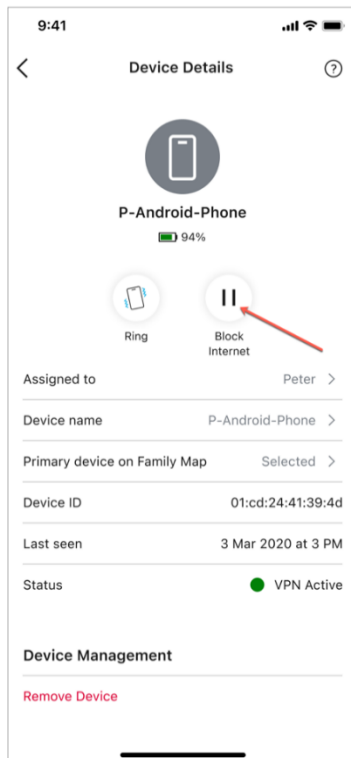 9:41
Device Details
P-Android-Phone
94%
Ring
Block
Internet
Assigned to Peter
Device name P-Android-Phone
Primary device on Family Map Selected
Device ID 01:cd:24:41:39:4d
Last seen 3 Mar 2020 at 3 PM
Status VPN Active
Device Management
Remove Device